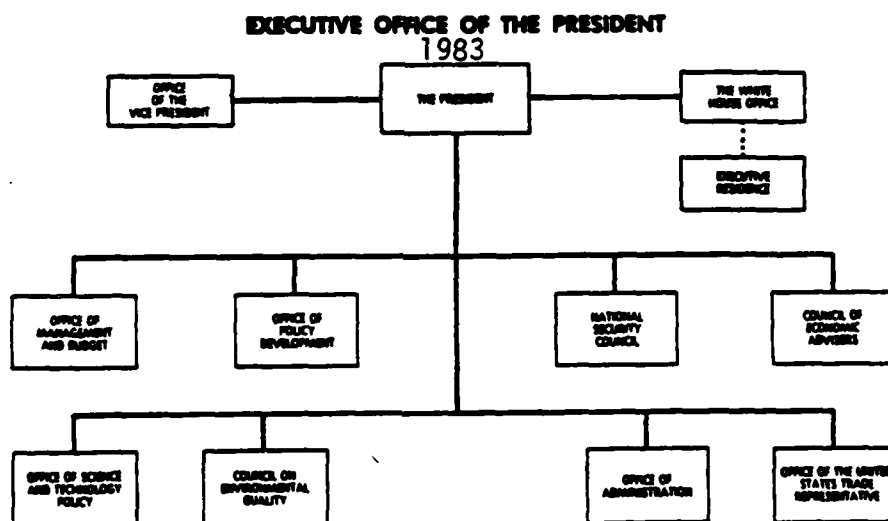 EXECUTIVE OFFICE OF THE PRESIDENT
1983
OFFICE
OF THE
VICE PRESIDENT
THE PRESIDENT
THE WHITE
HOUSE OFFICE
EXECUTIVE
RESIDENCE
OFFICE OF
MANAGEMENT
AND BUDGET
OFFICE OF
POLICY
DEVELOPMENT
NATIONAL
SECURITY
COUNCIL
COUNCIL OF
ECONOMIC
ADVISERS
OFFICE OF SCIENCE
AND TECHNOLOGY
POLICY
COUNCIL ON
ENVIRONMENTAL
QUALITY
OFFICE OF
ADMINISTRATION
OFFICE OF THE UNITED
STATES TRADE
REPRESENTATIVE